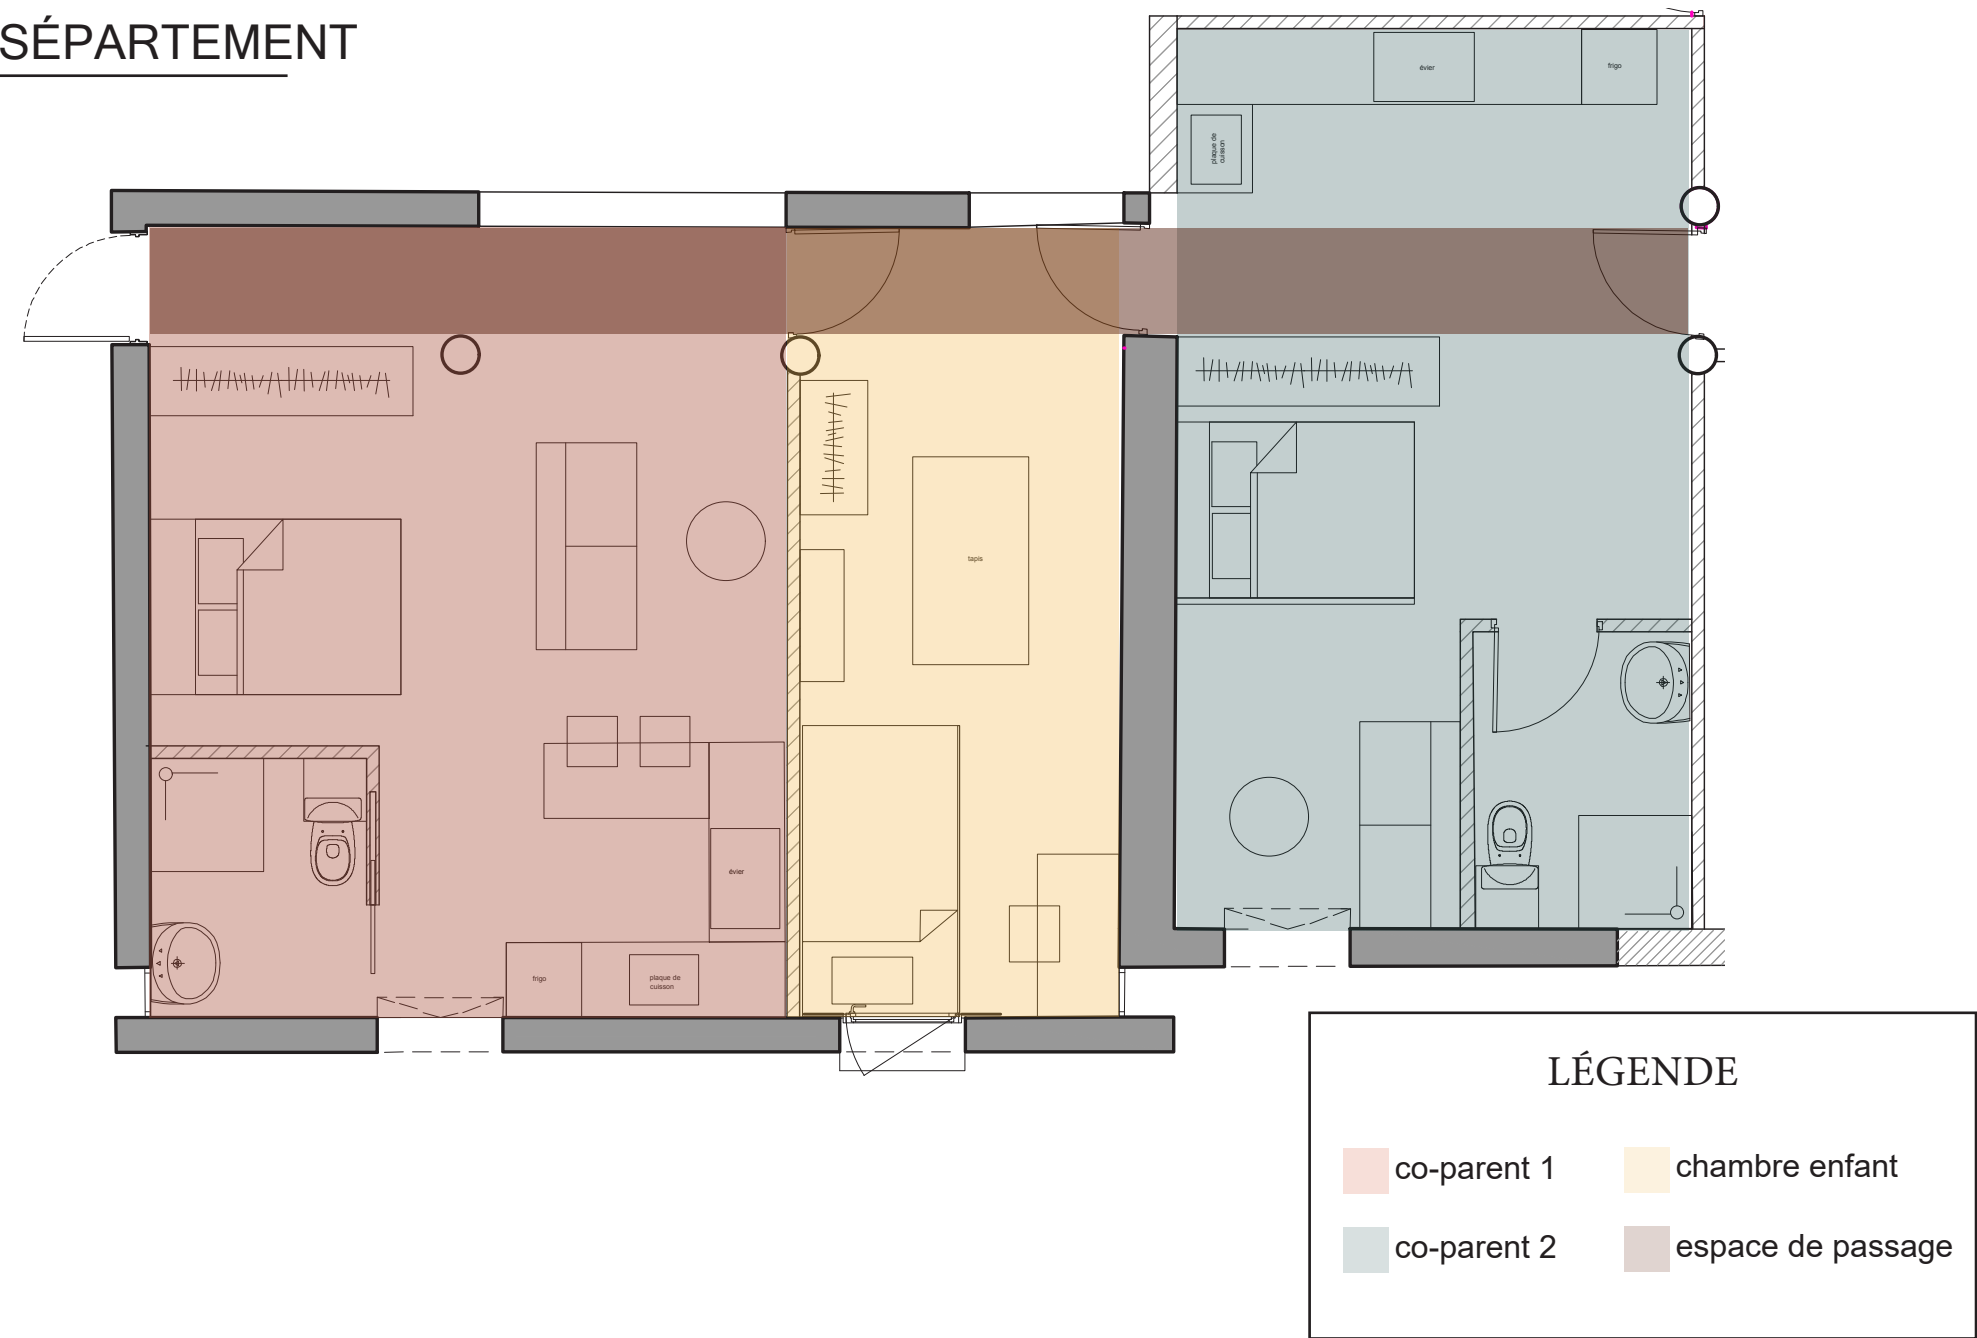 SÉPARTEMENT
évier
frigo
plaque de
cuisson
tapis
évier
frigo
plaque de
cuisson
LÉGENDE
co-parent 1
chambre enfant
co-parent 2
espace de passage